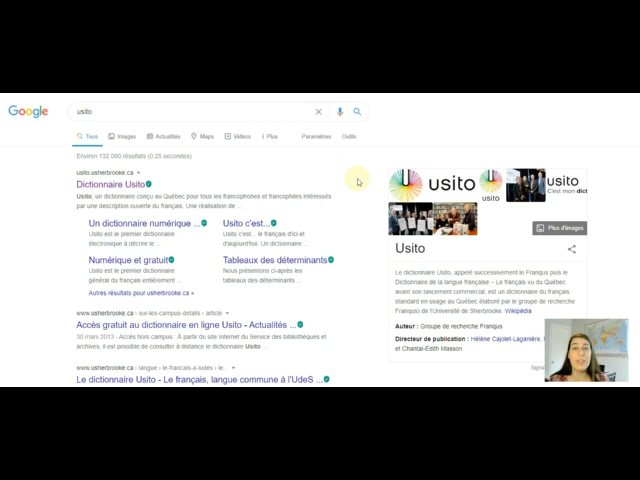 Google
usito
Tous
Images
Actualités
Maps
Vidéos
Plus
Paramètres
Outils
Environ 132 000 résultats (0,25 secondes)
usito.usherbrooke.ca
Dictionnaire Usito
Usito, un dictionnaire conçu au Québec pour tous les francophones et francophiles intéressés
par une description ouverte du français. Une réalisation de ...
Un dictionnaire numérique ...
Usito est le premier dictionnaire
électronique à décrire le...
Usito c'est...
Usito c'est... le français d'ici et
d'aujourd'hui. Un dictionnaire ...
Numérique et gratuit
Usito est le premier dictionnaire
général du français entièrement ...
Tableaux des déterminants
Nous présentons ci-après les
tableaux des déterminants...
Autres résultats pour usherbrooke.ca »
www.usherbrooke.ca › sur-les-campus-details › article
Accès gratuit au dictionnaire en ligne Usito - Actualités ...
30 mars 2013 - Accès hors campus : À partir du site Internet du Service des bibliothèques et
archives, il est possible de consulter à distance le dictionnaire Usito ...
www.usherbrooke.ca › langue › le-francais-a-ludes › le...
Le dictionnaire Usito - Le français, langue commune à l'UdeS ...
usito
usito
usito
C'est mon dict
Plus d'images
Usito
Le dictionnaire Usito, appelé successivement le Franqus puis le
Dictionnaire de la langue française – Le français vu du Québec
avant son lancement commercial, est un dictionnaire du français
standard en usage au Québec élaboré par le groupe de recherche
Franqus) de l'Université de Sherbrooke. Wikipédia
Auteur : Groupe de recherche Franqus
Directeur de publication : Hélène Cajolet-Laganière,
et Chantal-Édith Masson